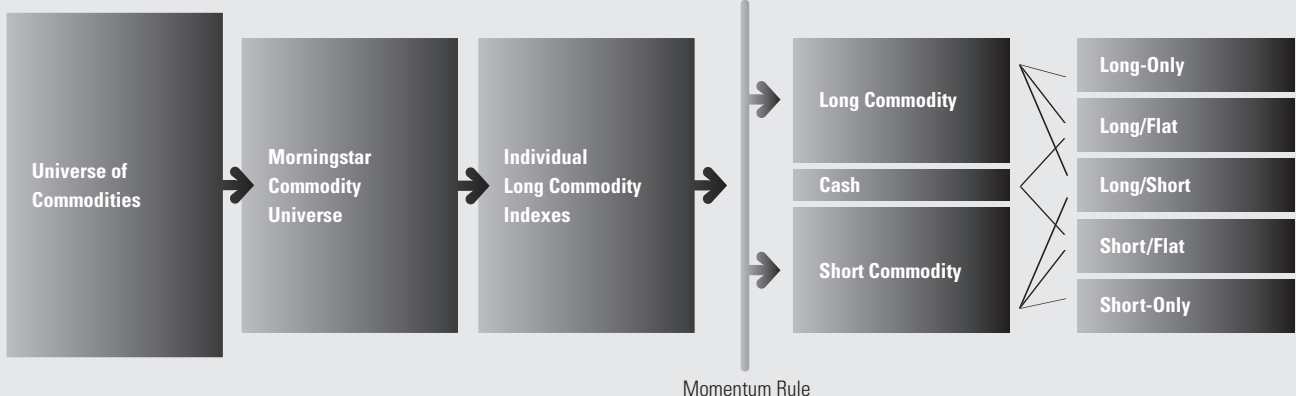 Universe of
Commodities
Morningstar
Commodity
Universe
Individual
Long Commodity
Indexes
Momentum Rule
Long Commodity
Cash
Short Commodity
Long-Only
Long/Flat
Long/Short
Short/Flat
Short-Only